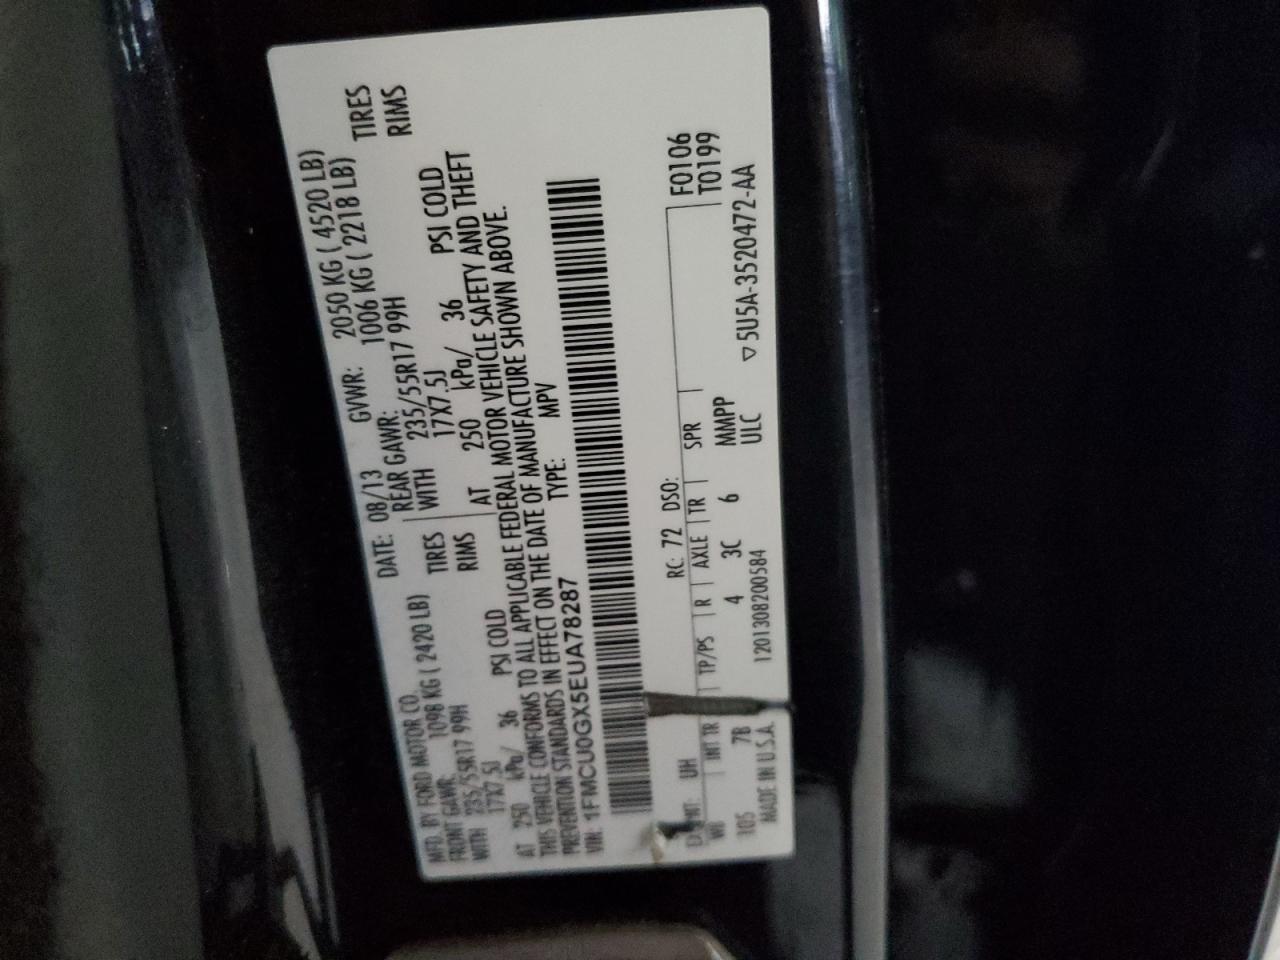 MFD. BY FORD MOTOR CO.
DATE: 08/13 GVWR: 2050 KG ( 4520 LB)
FRONT GAWR: 1098 KG ( 2420 LB) REAR GAWR: 1006 KG ( 2218 LB)
WITH 235/55R17 99H TIRES WITH 235/55R17 99H TIRES
17X7.5J RIMS 17X7.5J RIMS
AT 250 kPa/ 36 PSI COLD AT 250 kPa/ 36 PSI COLD
THIS VEHICLE CONFORMS TO ALL APPLICABLE FEDERAL MOTOR VEHICLE SAFETY AND THEFT
PREVENTION STANDARDS IN EFFECT ON THE DATE OF MANUFACTURE SHOWN ABOVE.
VIN: 1FMCU0GX5EUA78287 TYPE: MPV
F0106
T0199
UH RC: 72 DSO:
WB INT TR TP/PS R AXLE TR SPR
105 7B 4 3C 6 MMPP
ULC
MADE IN U.S.A. 1201308200584 ▽5U5A-3520472-AA